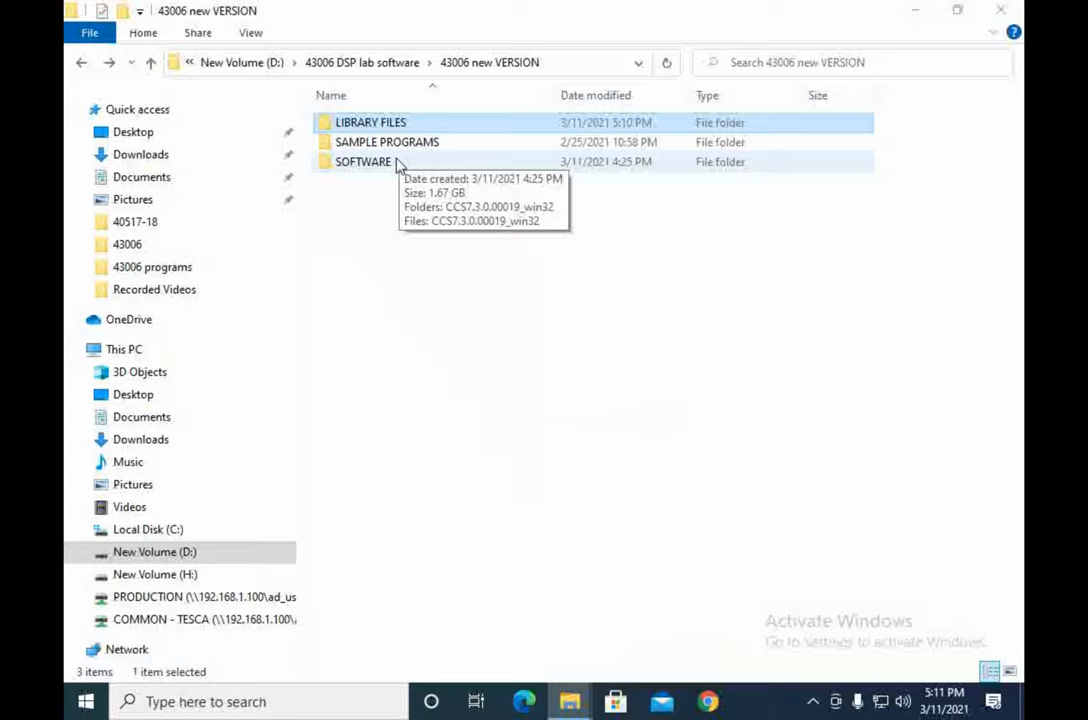 43006 new VERSION
File Home Share View
« New Volume (D:) › 43006 DSP lab software › 43006 new VERSION
Search 43006 new VERSION
Name Date modified Type Size
Quick access
Desktop
Downloads
Documents
Pictures
40517-18
43006
43006 programs
Recorded Videos
OneDrive
This PC
3D Objects
Desktop
Documents
Downloads
Music
Pictures
Videos
Local Disk (C:)
New Volume (D:)
New Volume (H:)
PRODUCTION (\\192.168.1.100\ad_us
COMMON - TESCA (\\192.168.1.100\
Network
LIBRARY FILES 3/11/2021 5:10 PM File folder
SAMPLE PROGRAMS 2/25/2021 10:58 PM File folder
SOFTWARE 3/11/2021 4:25 PM File folder
Date created: 3/11/2021 4:25 PM
Size: 1.67 GB
Folders: CCS7.3.0.00019_win32
Files: CCS7.3.0.00019_win32
Activate Windows
Go to Settings to activate Windows.
3 items 1 item selected
Type here to search
5:11 PM
3/11/2021